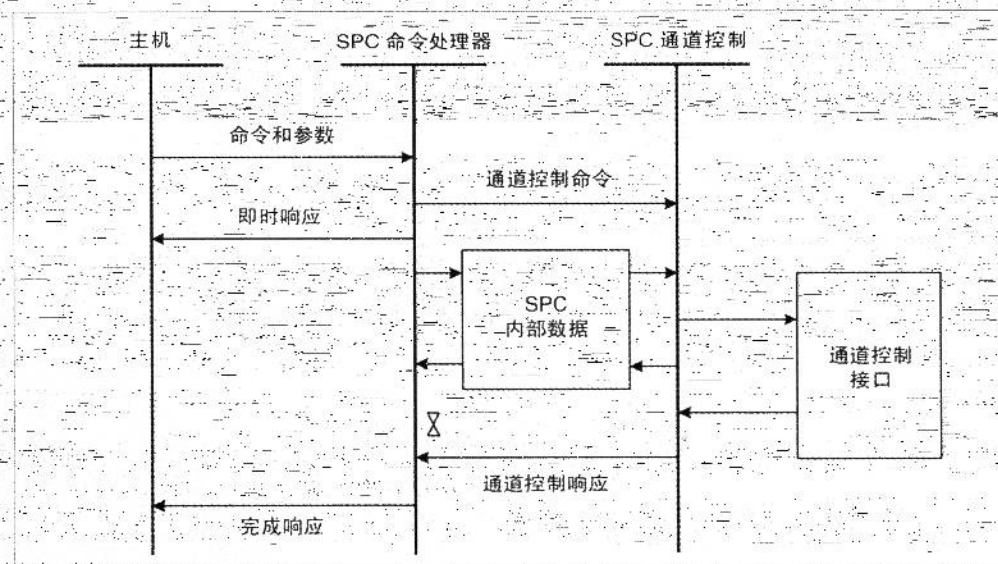 主机
SPC 命令处理器
SPC 通道控制
命令和参数
通道控制命令
即时响应
SPC
内部数据
通道控制
接口
通道控制响应
完成响应